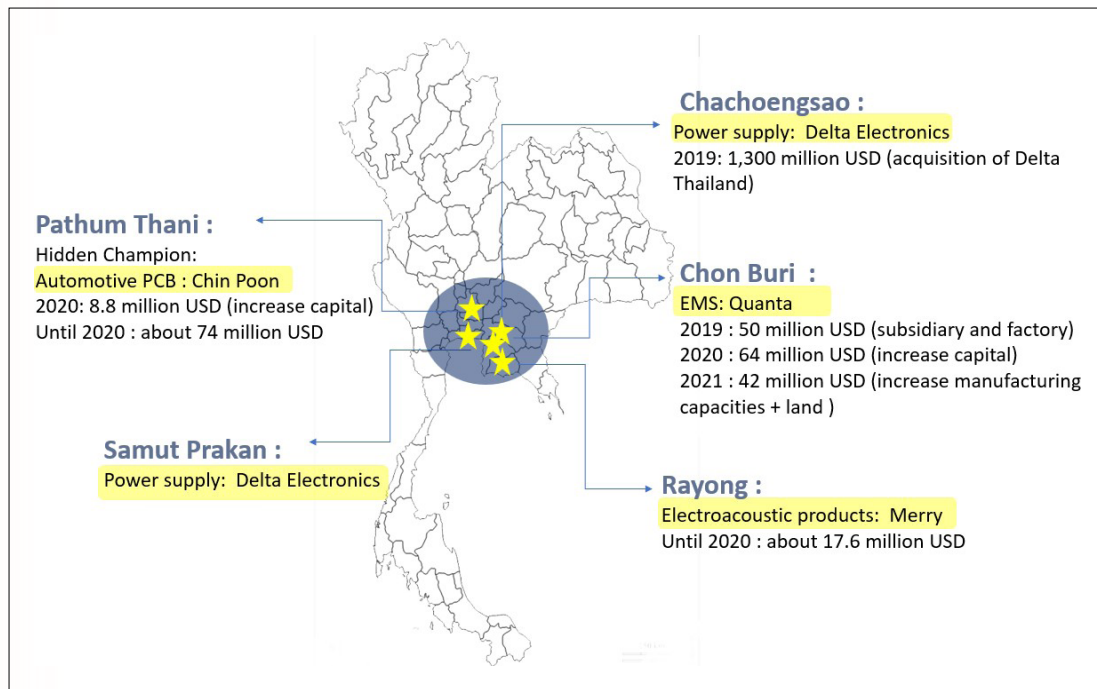 Chachoengsao :
Power supply:  Delta Electronics
2019: 1,300 million USD (acquisition of Delta
Thailand)
Pathum Thani :
Hidden Champion:
Automotive PCB : Chin Poon
2020: 8.8 million USD (increase capital)
Until 2020 : about 74 million USD
Chon Buri  :
EMS: Quanta
2019 : 50 million USD (subsidiary and factory)
2020 : 64 million USD (increase capital)
2021 : 42 million USD (increase manufacturing
capacities + land )
Samut Prakan :
Power supply:  Delta Electronics
Rayong :
Electroacoustic products:  Merry
Until 2020 : about 17.6 million USD